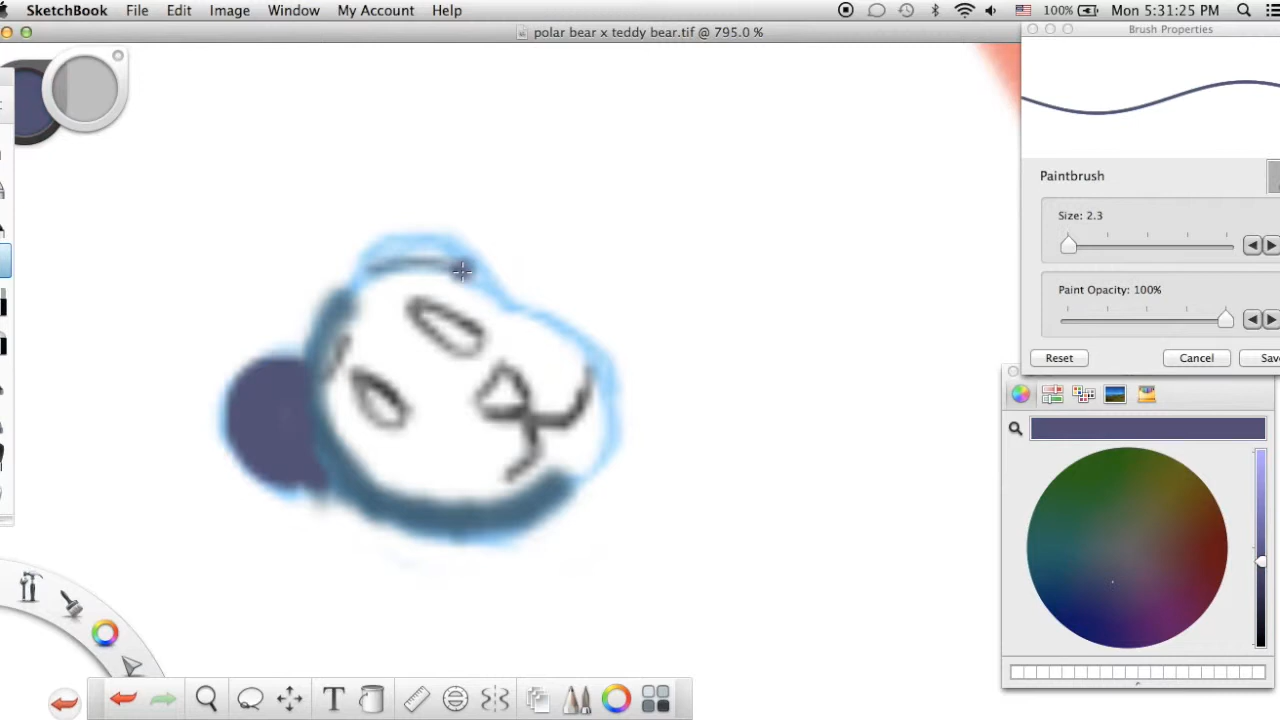 SketchBook File Edit Image Window My Account Help 100% Mon 5:31:25 PM
polar bear x teddy bear.tif @ 795.0 %
Brush Properties
Paintbrush
Size: 2.3
Paint Opacity: 100%
Reset Cancel Sav
T